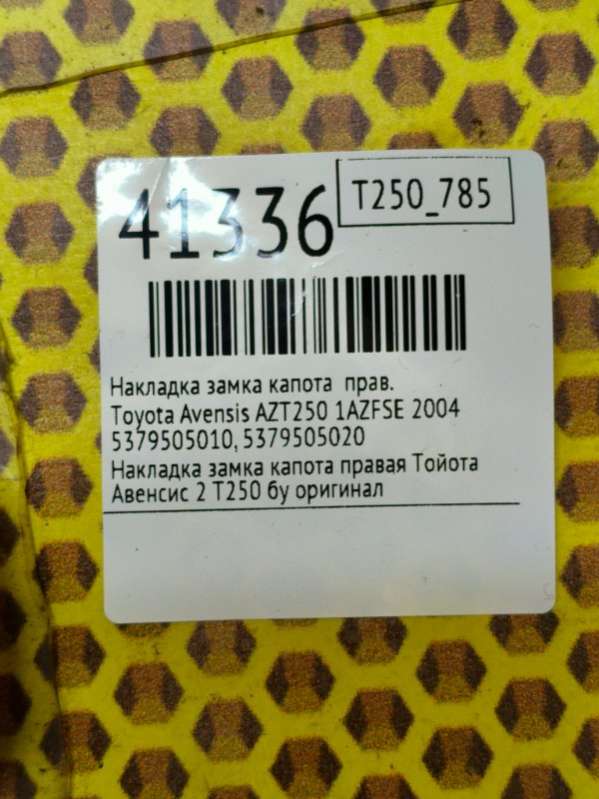 41336
T250_785
Накладка замка капота прав.
Toyota Avensis AZT250 1AZFSE 2004
5379505010, 5379505020
Накладка замка капота правая Тойота
Авенсис 2 T250 бу оригинал